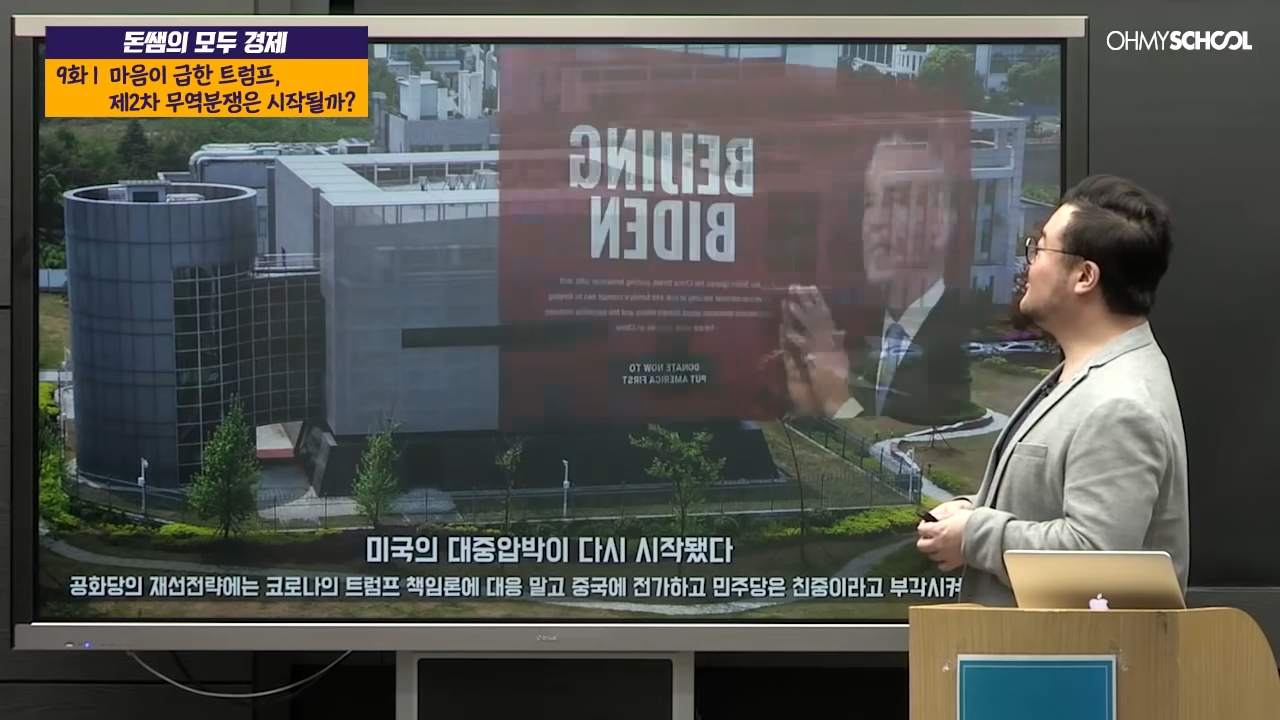 돈쌤의 모두 경제
9화ㅣ 마음이 급한 트럼프,
제2차 무역분쟁은 시작될까?
OHMYSCHOOL
BEIJING
BIDEN
DONATE NOW TO
PUT AMERICA FIRST
미국의 대중압박이 다시 시작됐다
공화당의 재선전략에는 코로나의 트럼프 책임론에 대응 말고 중국에 전가하고 민주당은 친중이라고 부각시켜